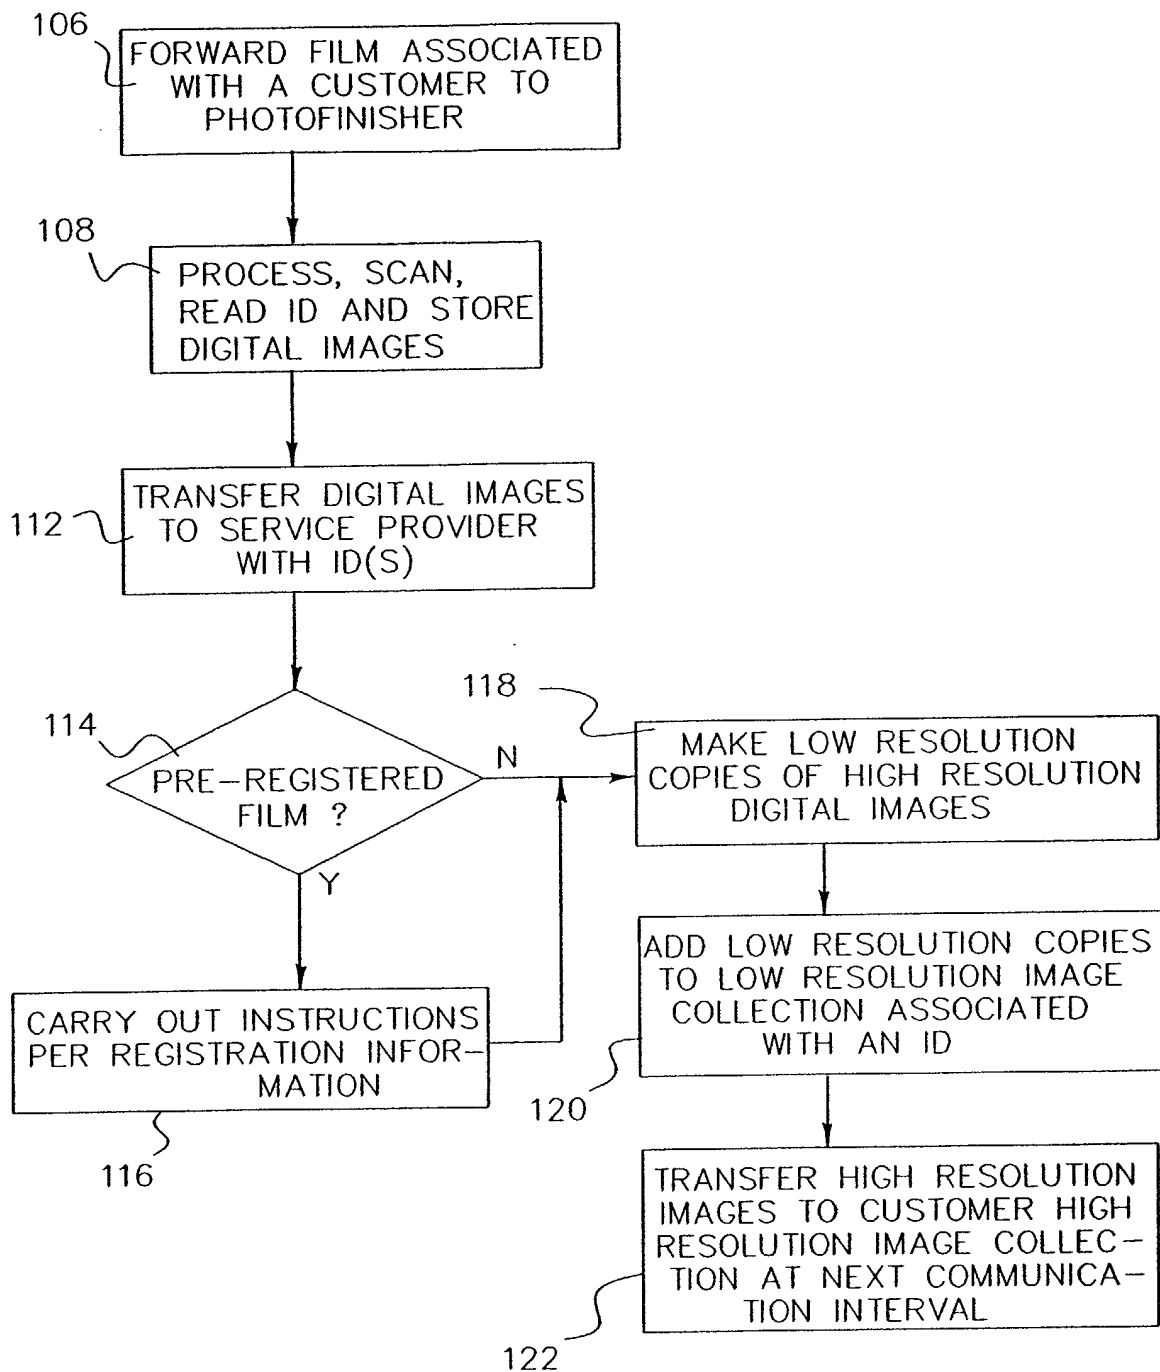 106
FORWARD FILM ASSOCIATED
WITH A CUSTOMER TO
PHOTOFINISHER
108
PROCESS, SCAN,
READ ID AND STORE
DIGITAL IMAGES
112
TRANSFER DIGITAL IMAGES
TO SERVICE PROVIDER
WITH ID(S)
114
PRE-REGISTERED
FILM ?
N
Y
CARRY OUT INSTRUCTIONS
PER REGISTRATION INFOR-
MATION
116
118
MAKE LOW RESOLUTION
COPIES OF HIGH RESOLUTION
DIGITAL IMAGES
ADD LOW RESOLUTION COPIES
TO LOW RESOLUTION IMAGE
COLLECTION ASSOCIATED
WITH AN ID
120
TRANSFER HIGH RESOLUTION
IMAGES TO CUSTOMER HIGH
RESOLUTION IMAGE COLLEC-
TION AT NEXT COMMUNICA-
TION INTERVAL
122